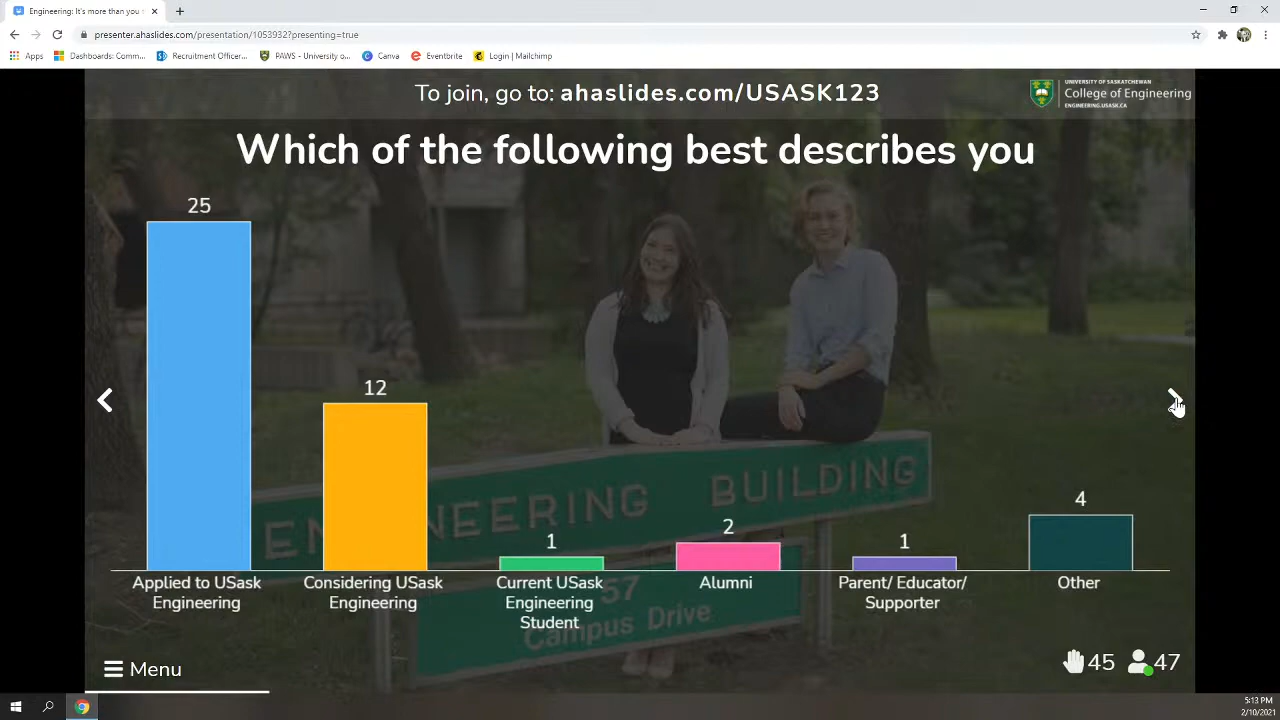 Engineering: It's more than you
presenter.ahaslides.com/presentation/1053932?presenting=true
Apps
Dashboards: Comm...
Recruitment Officer...
PAWS - University o...
Canva
Eventbrite
Login | Mailchimp
To join, go to: ahaslides.com/USASK123
UNIVERSITY OF SASKATCHEWAN
College of Engineering
ENGINEERING.USASK.CA
Which of the following best describes you
25
12
1
2
1
4
ENGINEERING BUILDING
57
Campus Drive
Applied to USask
Engineering
Considering USask
Engineering
Current USask
Engineering
Student
Alumni
Parent/ Educator/
Supporter
Other
Menu
45
47
5:13 PM
2/10/2021